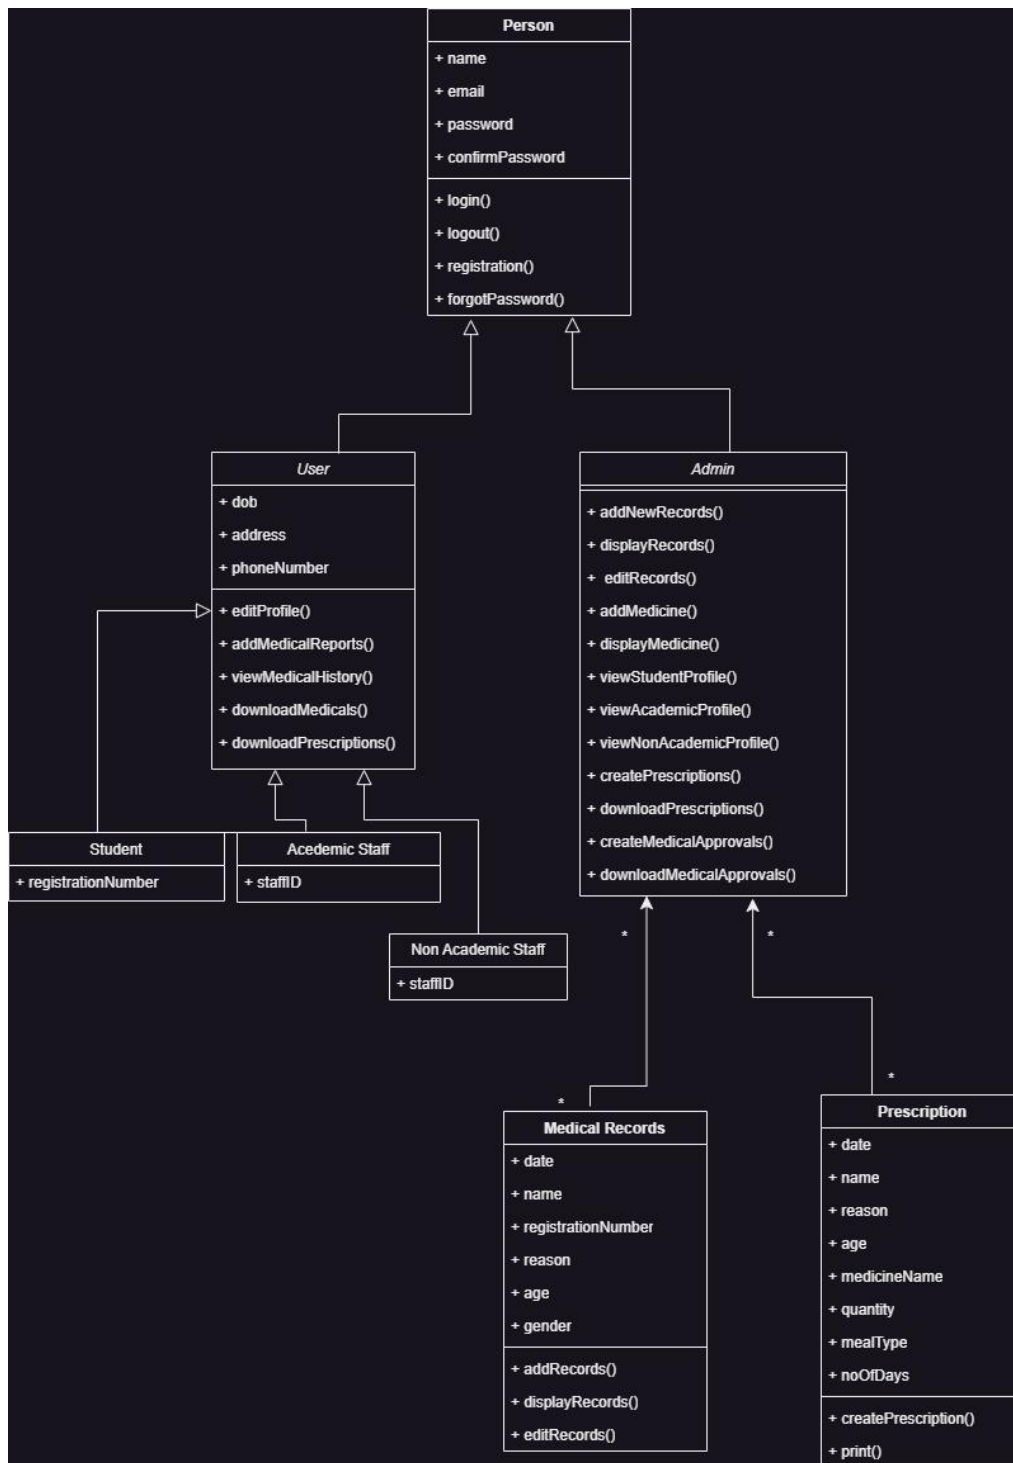 Person
+ name
+ email
+ password
+ confirmPassword
+ login()
+ logout()
+ registration()
+ forgotPassword()
User
+ dob
+ address
+ phoneNumber
+ editProfile()
+ addMedicalReports()
+ viewMedicalHistory()
+ downloadMedicals()
+ downloadPrescriptions()
Admin
+ addNewRecords()
+ displayRecords()
+ editRecords()
+ addMedicine()
+ displayMedicine()
+ viewStudentProfile()
+ viewAcademicProfile()
+ viewNonAcademicProfile()
+ createPrescriptions()
+ downloadPrescriptions()
+ createMedicalApprovals()
+ downloadMedicalApprovals()
Student
+ registrationNumber
Acedemic Staff
+ staffID
Non Academic Staff
+ staffID
*
*
*
*
Medical Records
+ date
+ name
+ registrationNumber
+ reason
+ age
+ gender
+ addRecords()
+ displayRecords()
+ editRecords()
Prescription
+ date
+ name
+ reason
+ age
+ medicineName
+ quantity
+ mealType
+ noOfDays
+ createPrescription()
+ print()